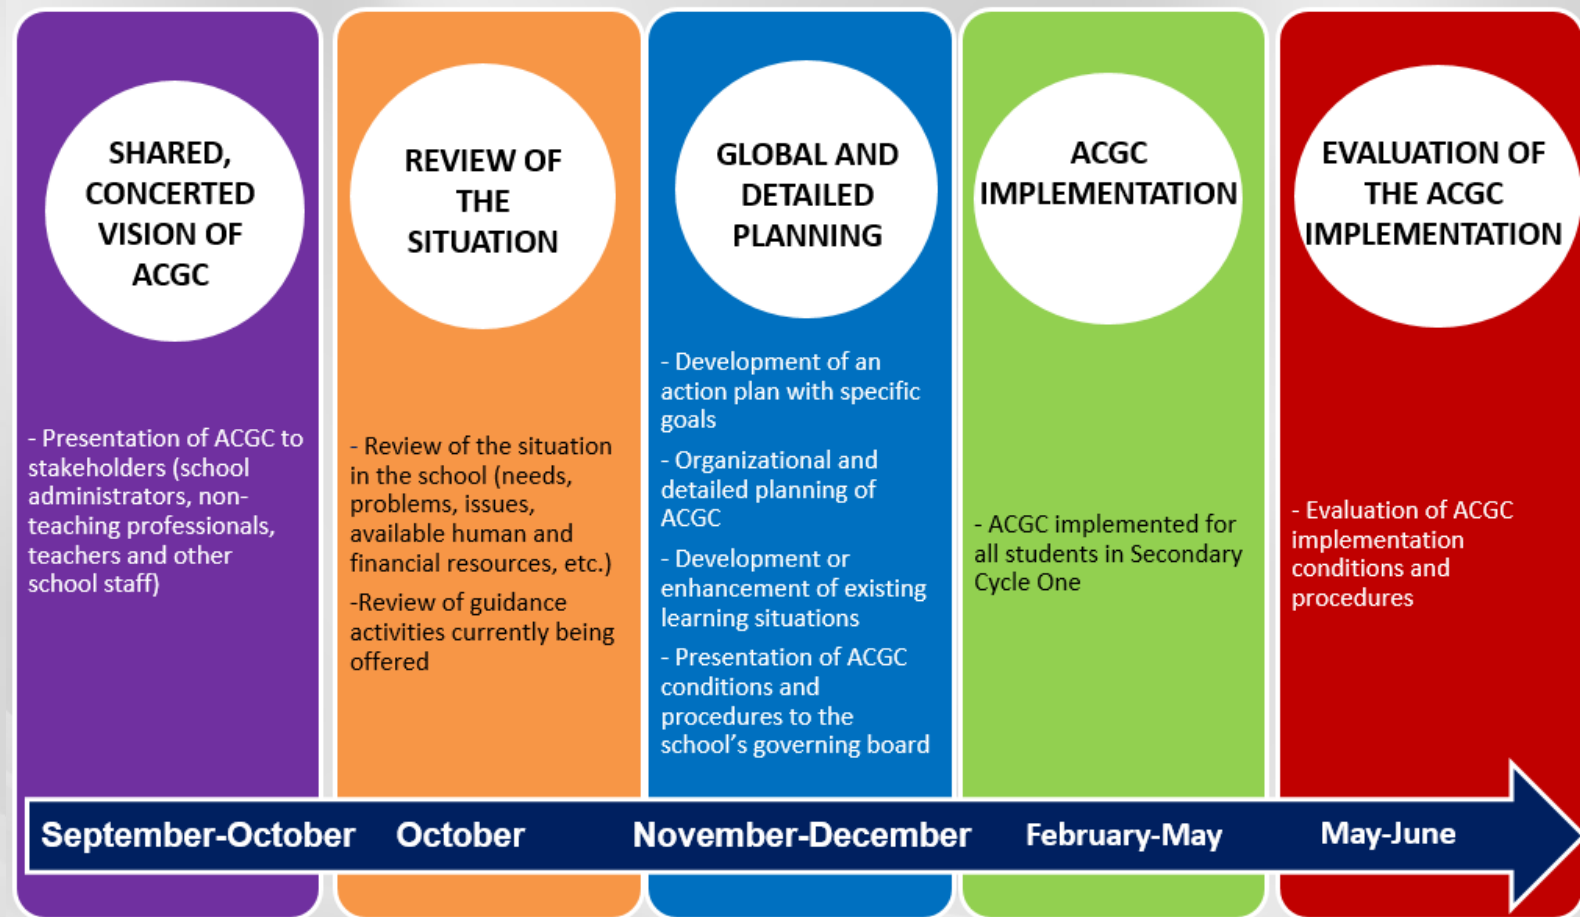 SHARED,
CONCERTED
VISION OF
ACGC
- Presentation of ACGC to
stakeholders (school
administrators, non-
teaching professionals,
teachers and other
school staff)
REVIEW OF
THE
SITUATION
- Review of the situation
in the school (needs,
problems, issues,
available human and
financial resources, etc.)
-Review of guidance
activities currently being
offered
GLOBAL AND
DETAILED
PLANNING
- Development of an
action plan with specific
goals
- Organizational and
detailed planning of
ACGC
- Development or
enhancement of existing
learning situations
- Presentation of ACGC
conditions and
procedures to the
school’s governing board
ACGC
IMPLEMENTATION
- ACGC implemented for
all students in Secondary
Cycle One
EVALUATION OF
THE ACGC
IMPLEMENTATION
- Evaluation of ACGC
implementation
conditions and
procedures
September-October
October
November-December
February-May
May-June